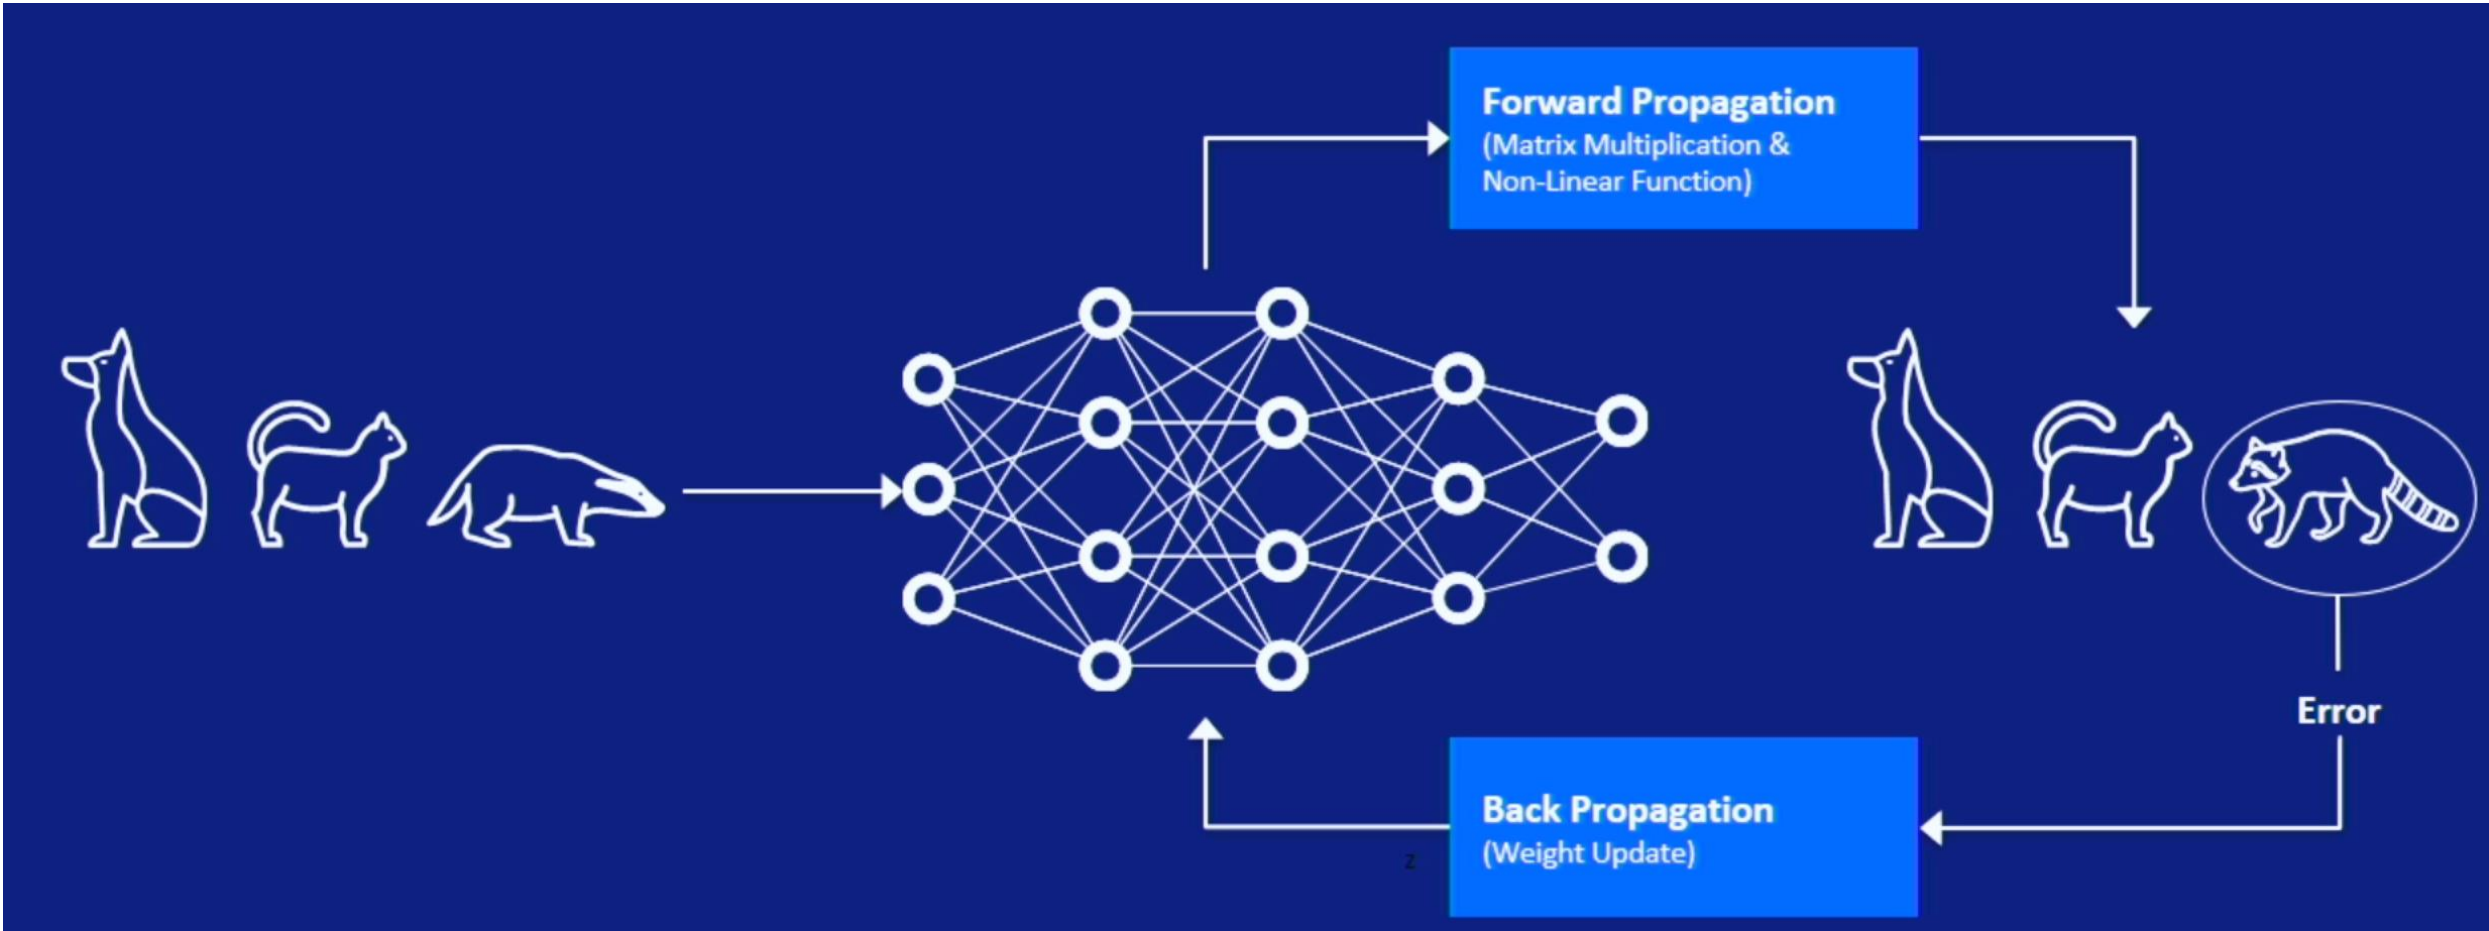 Forward Propagation
(Matrix Multiplication &
Non-Linear Function)
Error
Back Propagation
(Weight Update)
z